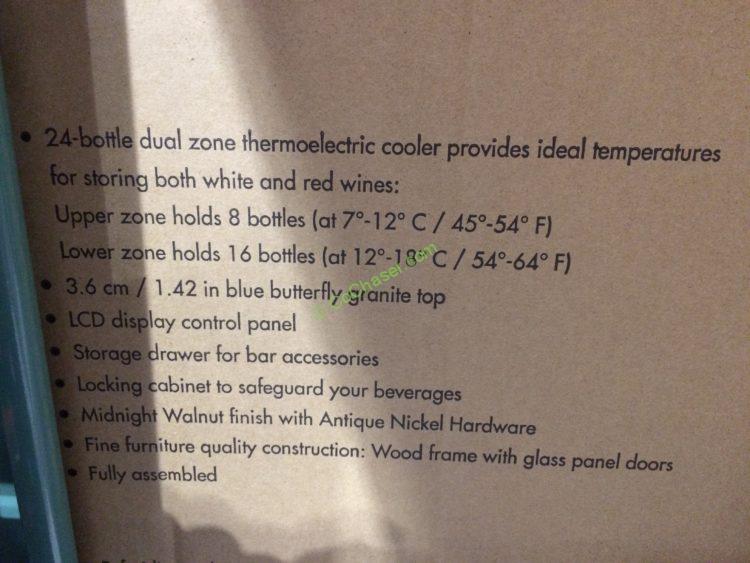 • 24-bottle dual zone thermoelectric cooler provides ideal temperatures
for storing both white and red wines:
Upper zone holds 8 bottles (at 7°-12° C / 45°-54° F)
Lower zone holds 16 bottles (at 12°-18° C / 54°-64° F)
• 3.6 cm / 1.42 in blue butterfly granite top
• LCD display control panel
• Storage drawer for bar accessories
• Locking cabinet to safeguard your beverages
• Midnight Walnut finish with Antique Nickel Hardware
• Fine furniture quality construction: Wood frame with glass panel doors
• Fully assembled
© CoChaser.com